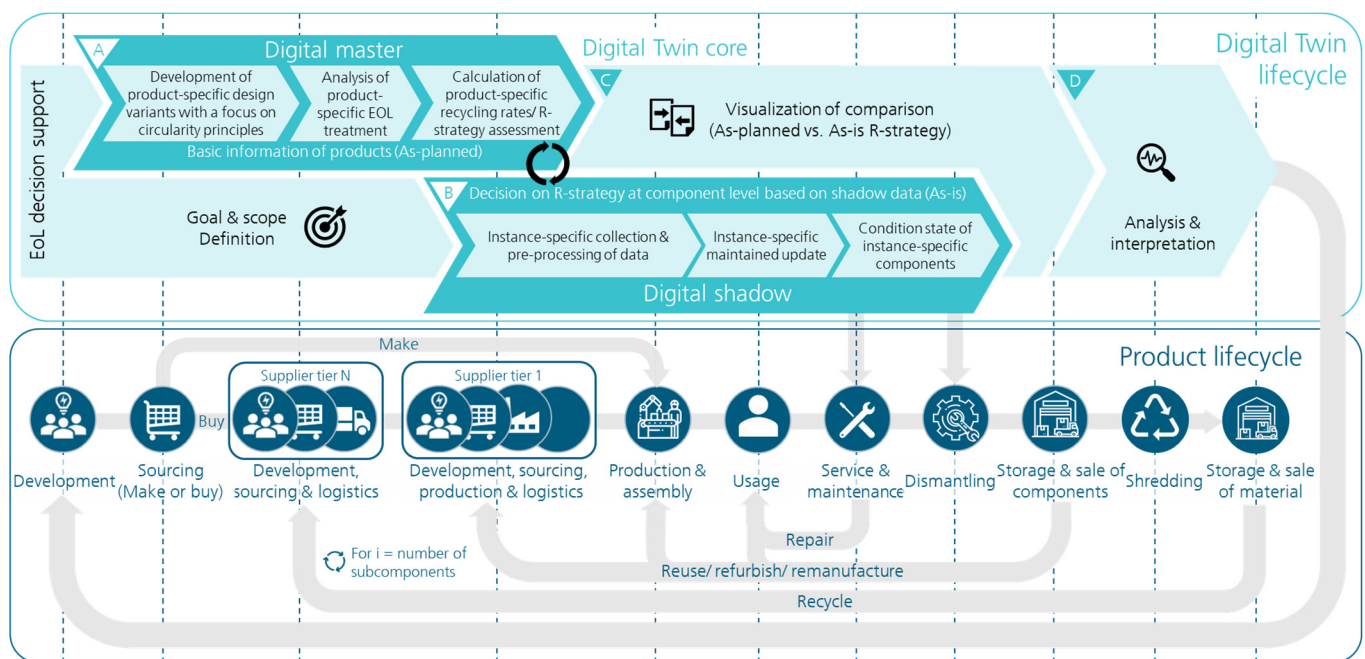 Digital Twin
lifecycle
EoL decision support
A
Digital master
Development of
product-specific design
variants with a focus on
circularity principles
Analysis of
product-
specific EOL
treatment
Calculation of
product-specific
recycling rates/ R-
strategy assessment
Basic information of products (As-planned)
Digital Twin core
C
Visualization of comparison
(As-planned vs. As-is R-strategy)
D
Analysis &
interpretation
Goal & scope
Definition
B
Decision on R-strategy at component level based on shadow data (As-is)
Instance-specific collection &
pre-processing of data
Instance-specific
maintained update
Condition state of
instance-specific
components
Digital shadow
Product lifecycle
Make
Buy
Supplier tier N
Supplier tier 1
Development
Sourcing
(Make or buy)
Development,
sourcing & logistics
Development, sourcing,
production & logistics
Production &
assembly
Usage
Service &
maintenance
Dismantling
Storage & sale of
components
Shredding
Storage & sale
of material
Repair
For i = number of
subcomponents
Reuse/ refurbish/ remanufacture
Recycle